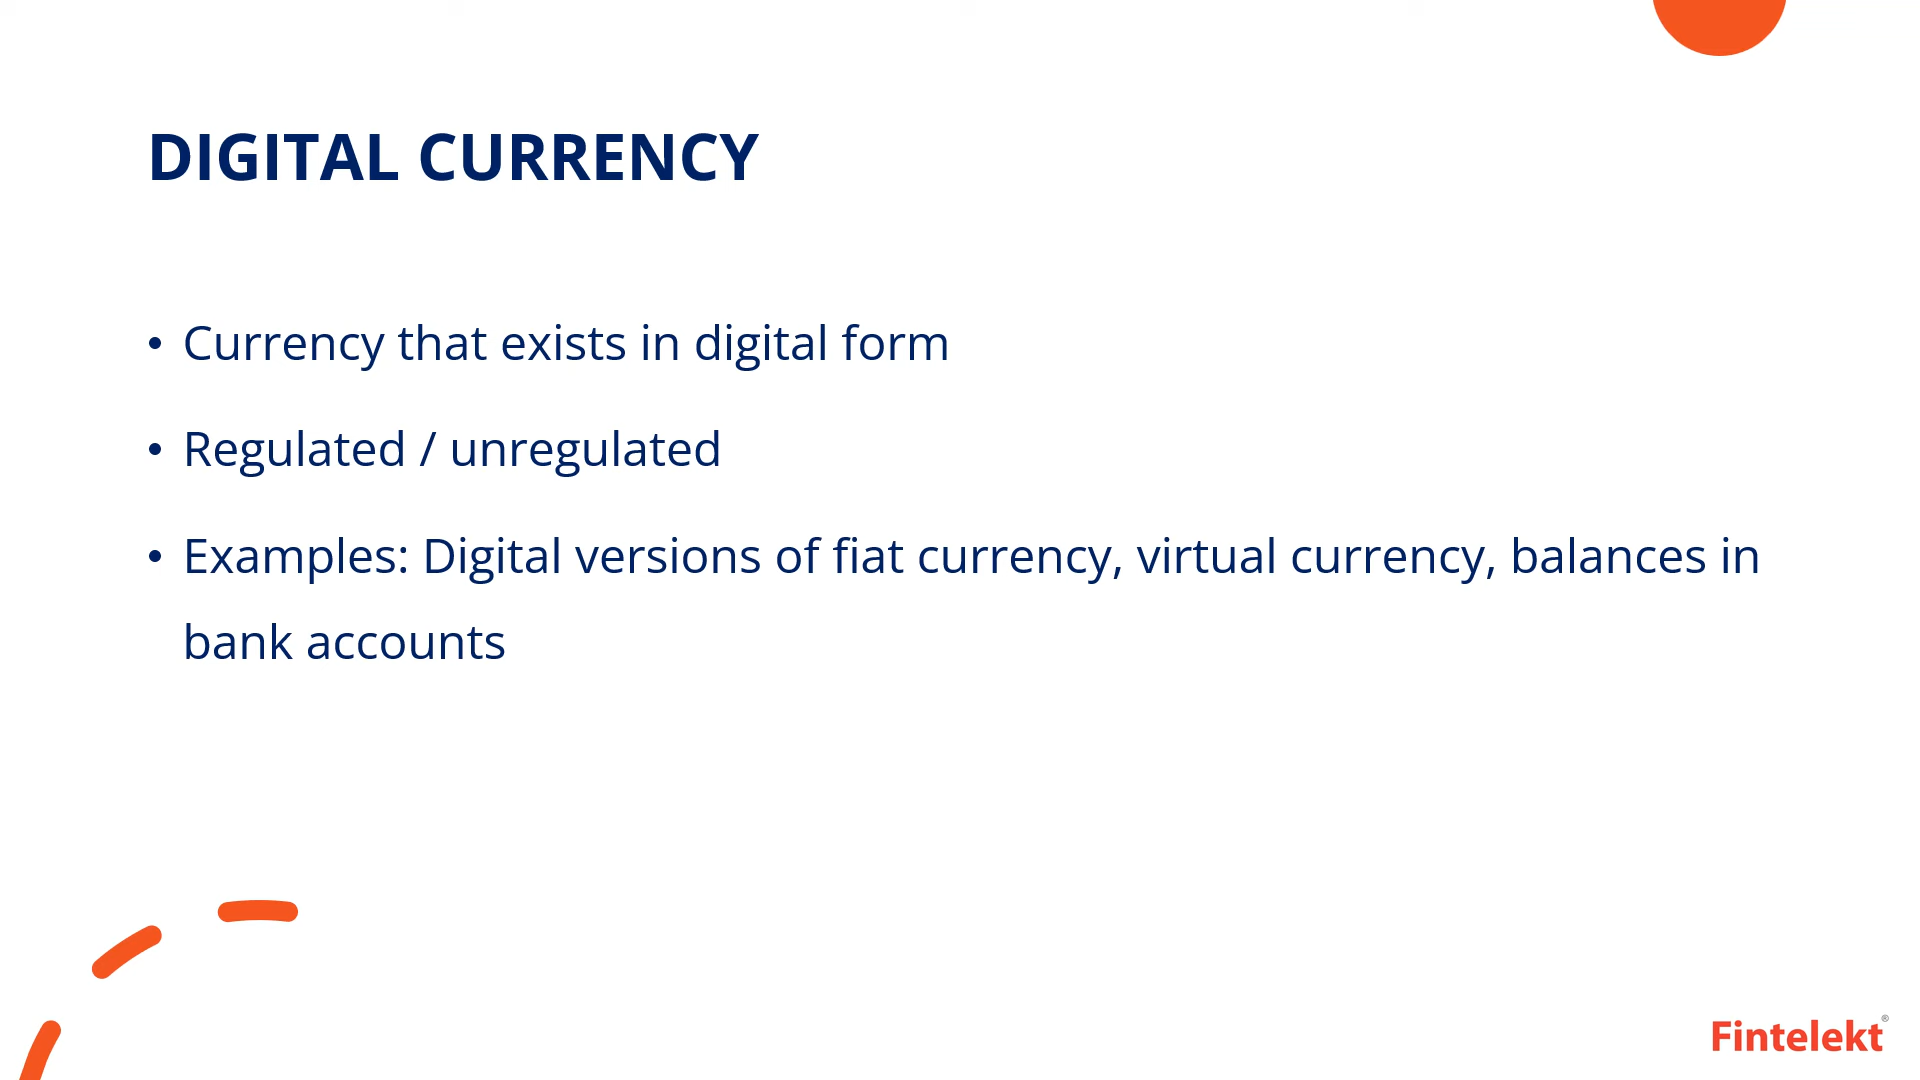 DIGITAL CURRENCY
• Currency that exists in digital form
• Regulated / unregulated
• Examples: Digital versions of fiat currency, virtual currency, balances in
bank accounts
Fintelekt®